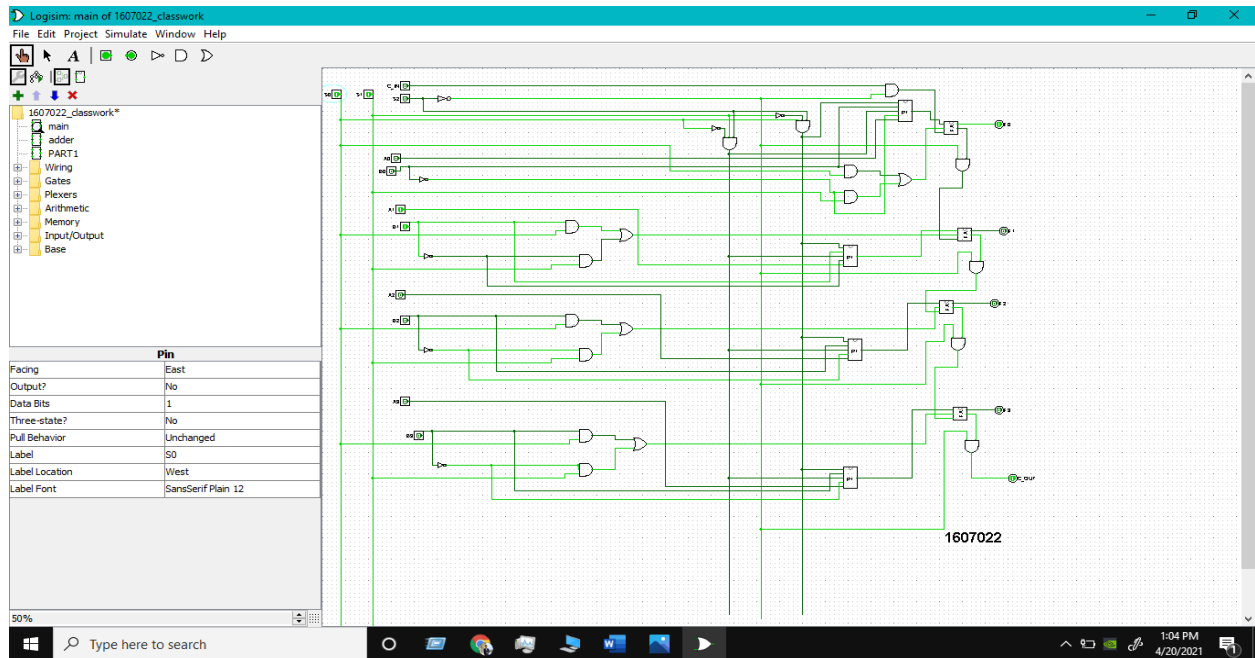 Logisim: main of 1607022_classwork
File Edit Project Simulate Window Help
1607022_classwork*
main
adder
PART1
Wiring
Gates
Plexers
Arithmetic
Memory
Input/Output
Base
Pin
Facing East
Output? No
Data Bits 1
Three-state? No
Pull Behavior Unchanged
Label S0
Label Location West
Label Font SansSerif Plain 12
50%
S0
S1
C_IN
S2
A0
B0
A1
B1
A2
B2
A3
B3
C_OUT
1607022
Type here to search
1:04 PM
4/20/2021